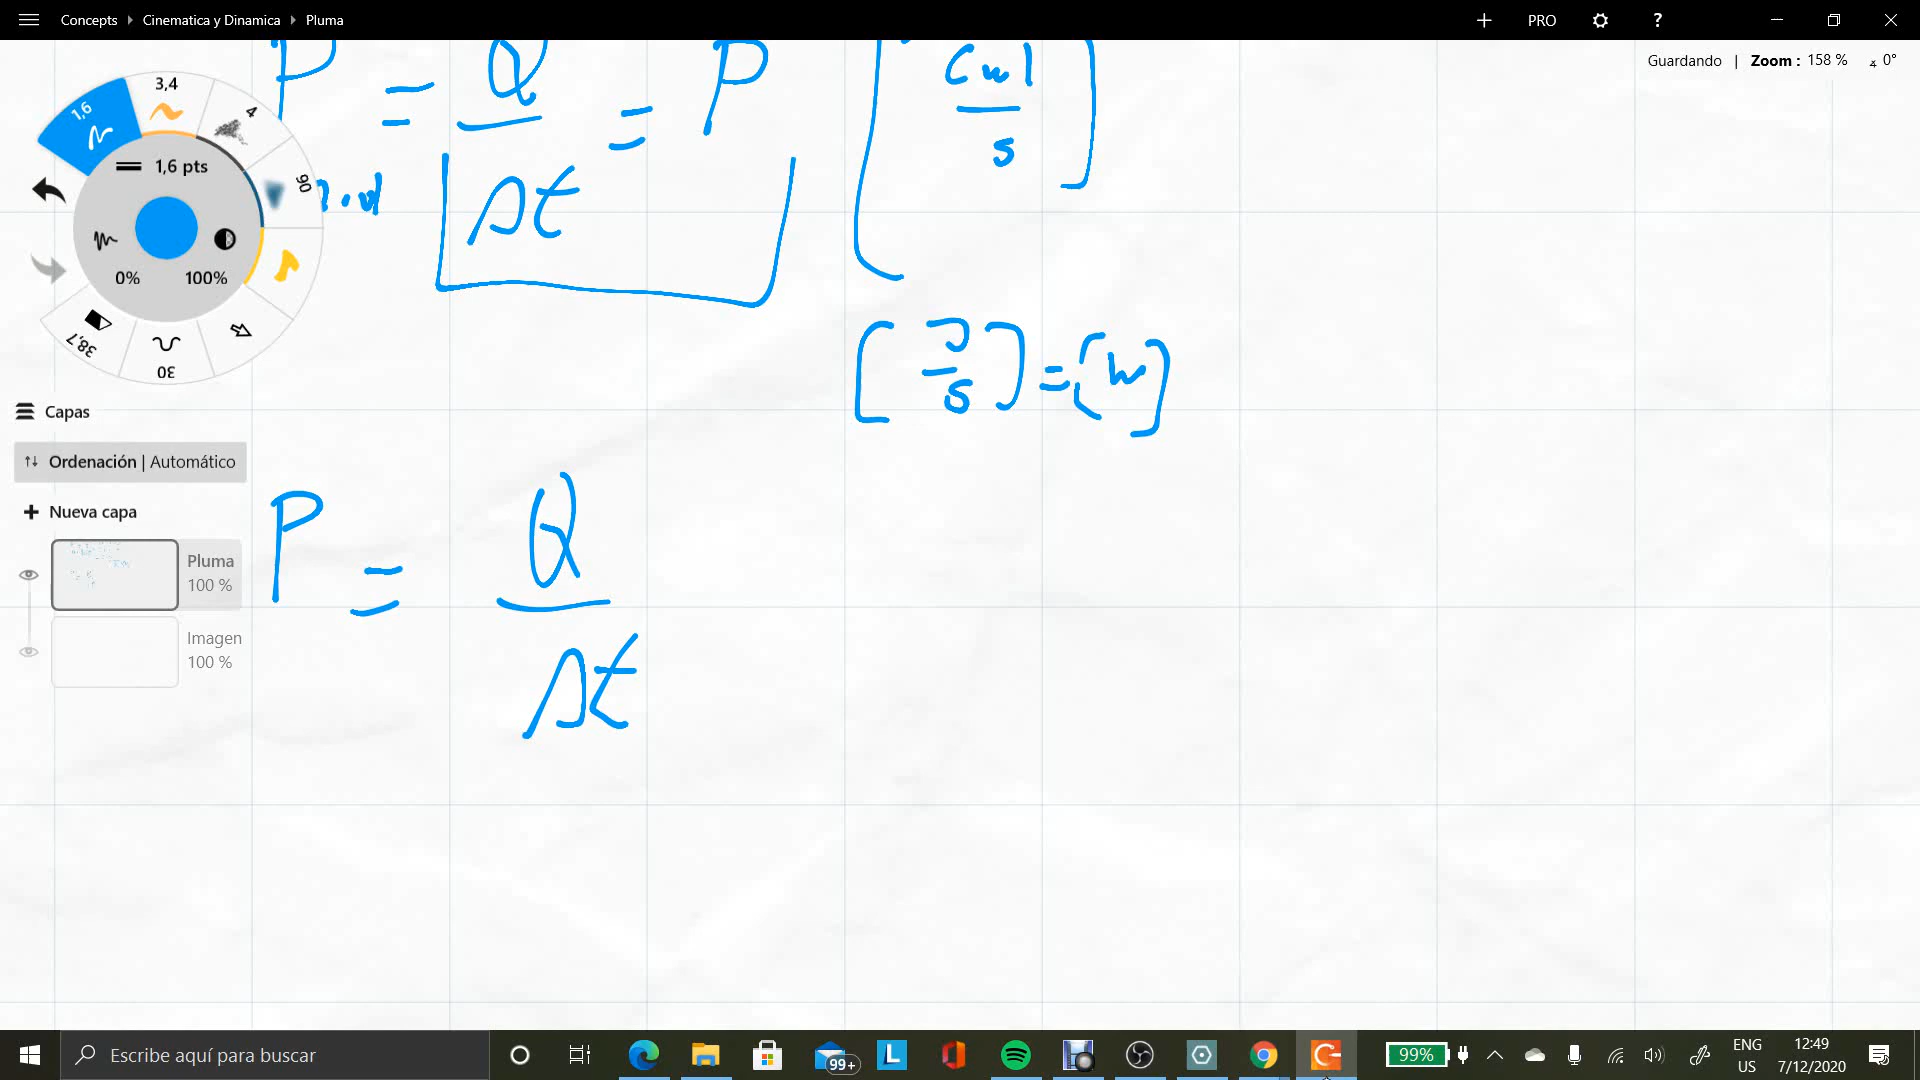 Concepts Cinematica y Dinamica Pluma
PRO ?
Guardando | Zoom : 158 % 0°
P = Q = P [ Cal
Δt s ]
1,6
3,4
4
90
1,6 pts
0% 100%
38,7
30
[ J ] = [ W ]
s
Capas
Ordenación | Automático
Nueva capa
Pluma
100 %
Imagen
100 %
P = Q
Δt
Escribe aquí para buscar
99+
L
99%
ENG
US
12:49
7/12/2020